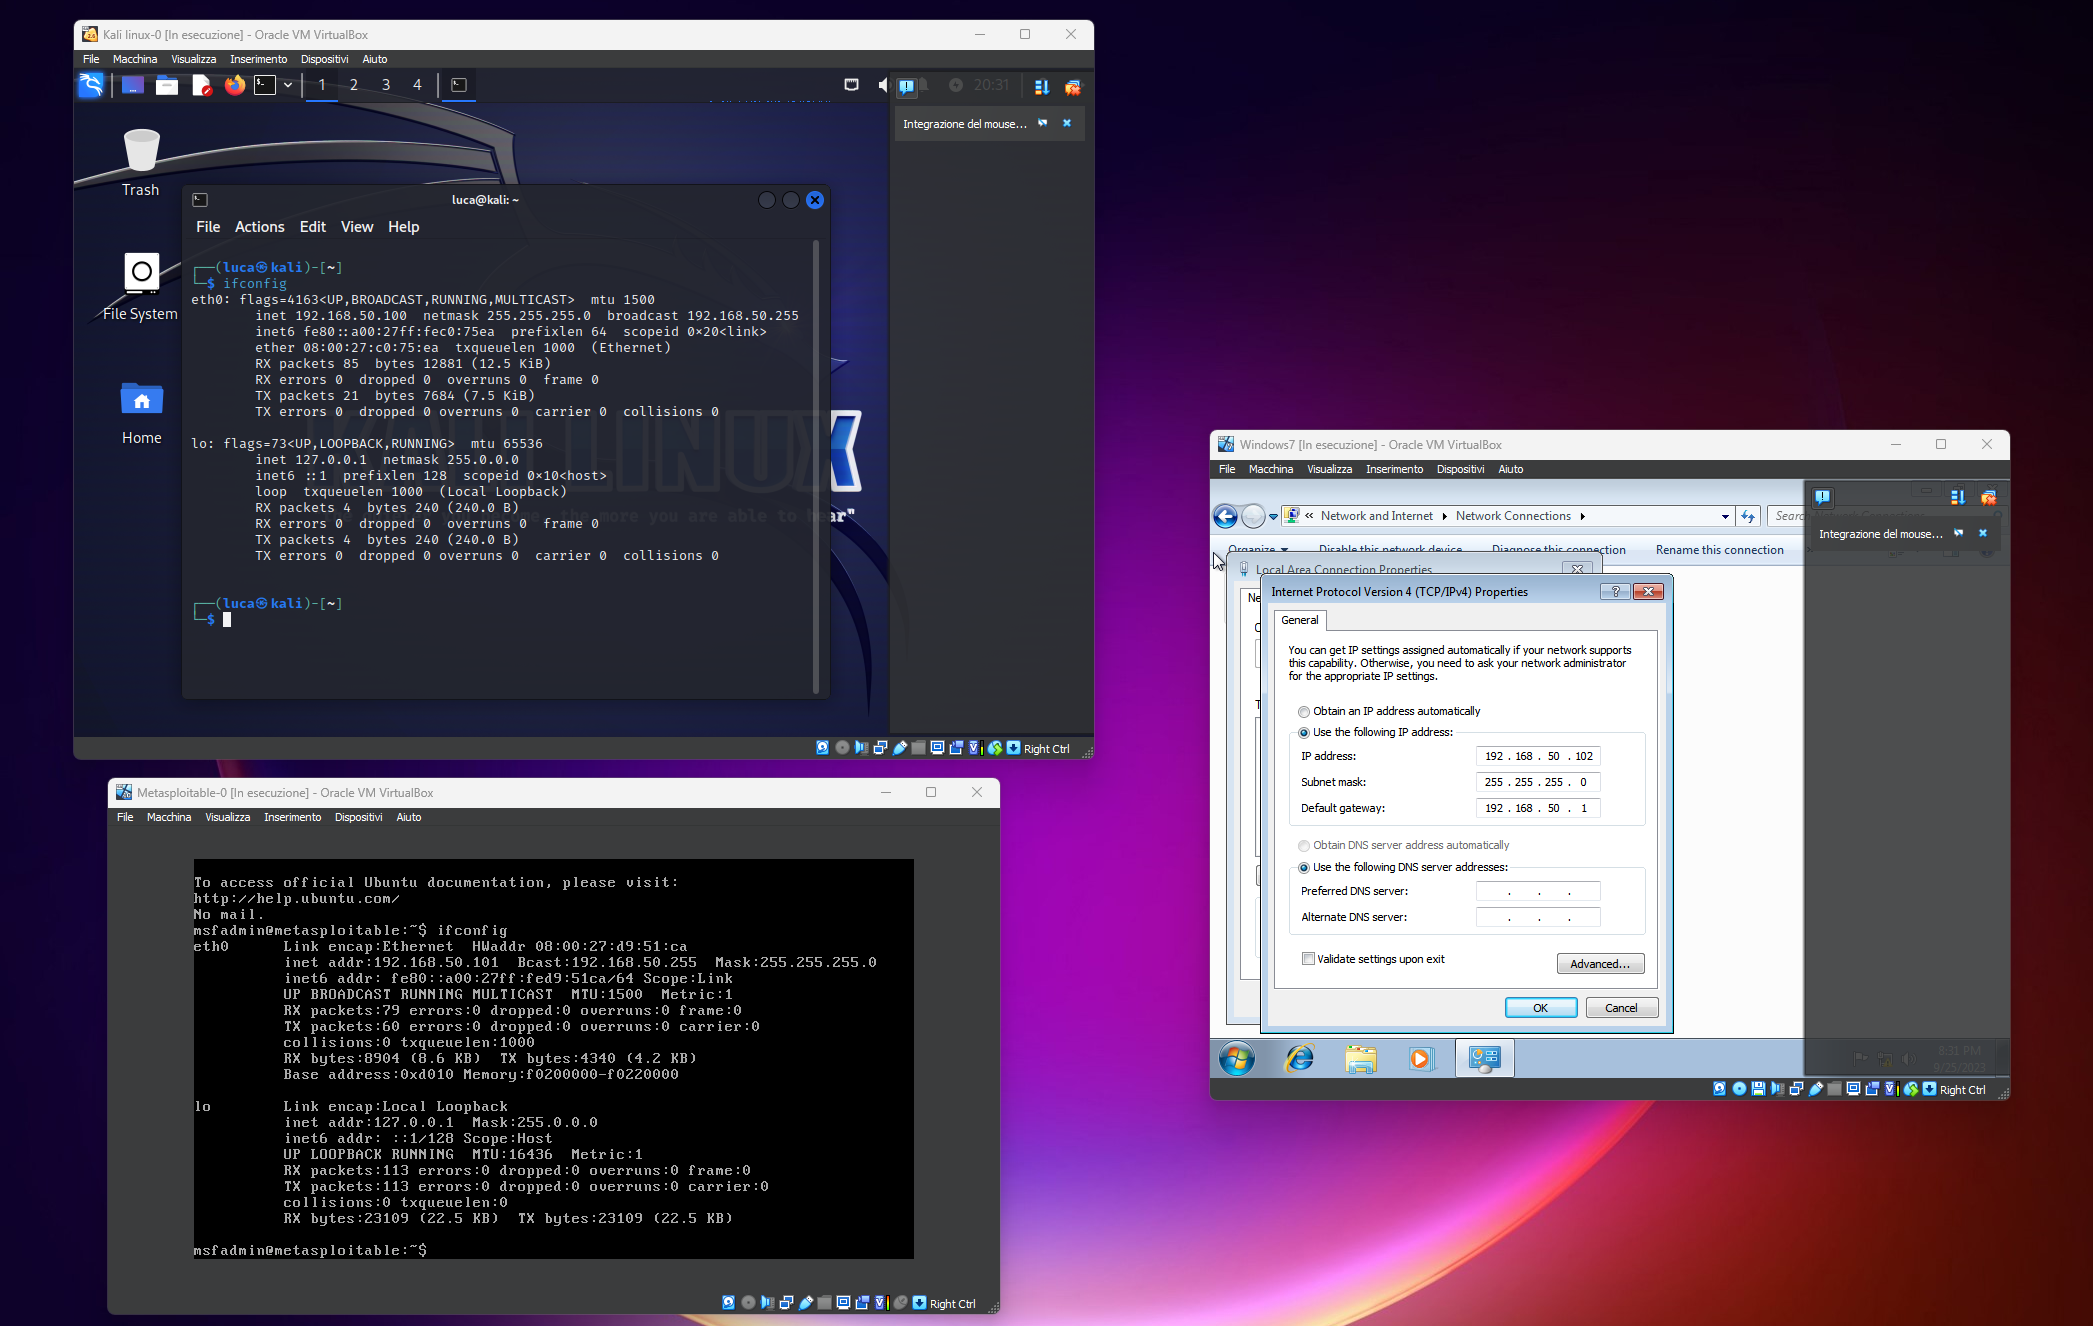 Kali linux-0 [In esecuzione] - Oracle VM VirtualBox
File Macchina Visualizza Inserimento Dispositivi Aiuto
1 2 3 4
20:31
Integrazione del mouse...
Trash
File System
Home
luca@kali: ~
File Actions Edit View Help
┌──(luca㉿kali)-[~]
└─$ ifconfig
eth0: flags=4163<UP,BROADCAST,RUNNING,MULTICAST>  mtu 1500
inet 192.168.50.100  netmask 255.255.255.0  broadcast 192.168.50.255
inet6 fe80::a00:27ff:fec0:75ea  prefixlen 64  scopeid 0×20<link>
ether 08:00:27:c0:75:ea  txqueuelen 1000  (Ethernet)
RX packets 85  bytes 12881 (12.5 KiB)
RX errors 0  dropped 0  overruns 0  frame 0
TX packets 21  bytes 7684 (7.5 KiB)
TX errors 0  dropped 0 overruns 0  carrier 0  collisions 0
lo: flags=73<UP,LOOPBACK,RUNNING>  mtu 65536
inet 127.0.0.1  netmask 255.0.0.0
inet6 ::1  prefixlen 128  scopeid 0×10<host>
loop  txqueuelen 1000  (Local Loopback)
RX packets 4  bytes 240 (240.0 B)
RX errors 0  dropped 0  overruns 0  frame 0
TX packets 4  bytes 240 (240.0 B)
TX errors 0  dropped 0 overruns 0  carrier 0  collisions 0
┌──(luca㉿kali)-[~]
└─$
KALI LINUX
the more you are able to hear"
Right Ctrl
Metasploitable-0 [In esecuzione] - Oracle VM VirtualBox
File Macchina Visualizza Inserimento Dispositivi Aiuto
To access official Ubuntu documentation, please visit:
http://help.ubuntu.com/
No mail.
msfadmin@metasploitable:~$ ifconfig
eth0      Link encap:Ethernet  HWaddr 08:00:27:d9:51:ca
inet addr:192.168.50.101  Bcast:192.168.50.255  Mask:255.255.255.0
inet6 addr: fe80::a00:27ff:fed9:51ca/64 Scope:Link
UP BROADCAST RUNNING MULTICAST  MTU:1500  Metric:1
RX packets:79 errors:0 dropped:0 overruns:0 frame:0
TX packets:60 errors:0 dropped:0 overruns:0 carrier:0
collisions:0 txqueuelen:1000
RX bytes:8904 (8.6 KB)  TX bytes:4340 (4.2 KB)
Base address:0xd010 Memory:f0200000-f0220000
lo        Link encap:Local Loopback
inet addr:127.0.0.1  Mask:255.0.0.0
inet6 addr: ::1/128 Scope:Host
UP LOOPBACK RUNNING  MTU:16436  Metric:1
RX packets:113 errors:0 dropped:0 overruns:0 frame:0
TX packets:113 errors:0 dropped:0 overruns:0 carrier:0
collisions:0 txqueuelen:0
RX bytes:23109 (22.5 KB)  TX bytes:23109 (22.5 KB)
msfadmin@metasploitable:~$
Right Ctrl
Windows7 [In esecuzione] - Oracle VM VirtualBox
File Macchina Visualizza Inserimento Dispositivi Aiuto
« Network and Internet ▸ Network Connections ▸
Organize Disable this network device Diagnose this connection Rename this connection
Integrazione del mouse...
Local Area Connection Properties
Internet Protocol Version 4 (TCP/IPv4) Properties
General
You can get IP settings assigned automatically if your network supports
this capability. Otherwise, you need to ask your network administrator
for the appropriate IP settings.
Obtain an IP address automatically
Use the following IP address:
IP address: 192 . 168 . 50 . 102
Subnet mask: 255 . 255 . 255 . 0
Default gateway: 192 . 168 . 50 . 1
Obtain DNS server address automatically
Use the following DNS server addresses:
Preferred DNS server: . . .
Alternate DNS server: . . .
Validate settings upon exit
Advanced...
OK Cancel
8:31 PM
9/25/2023
Right Ctrl